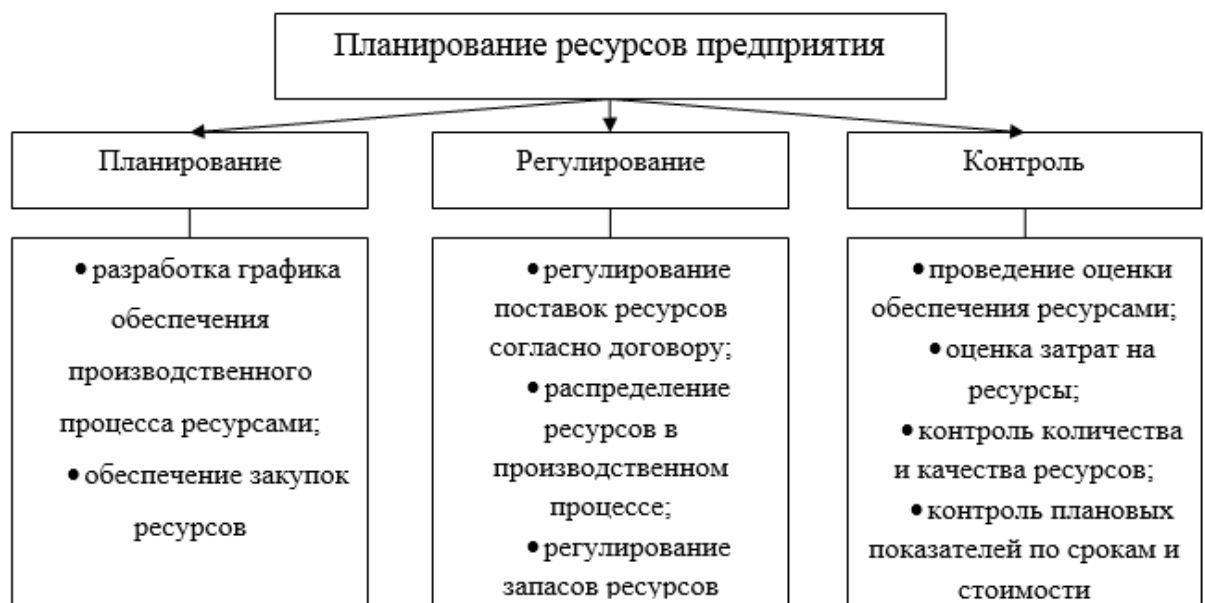 Планирование ресурсов предприятия
Планирование
Регулирование
Контроль
• разработка графика
обеспечения
производственного
процесса ресурсами;
• обеспечение закупок
ресурсов
• регулирование
поставок ресурсов
согласно договору;
• распределение
ресурсов в
производственном
процессе;
• регулирование
запасов ресурсов
• проведение оценки
обеспечения ресурсами;
• оценка затрат на
ресурсы;
• контроль количества
и качества ресурсов;
• контроль плановых
показателей по срокам и
стоимости